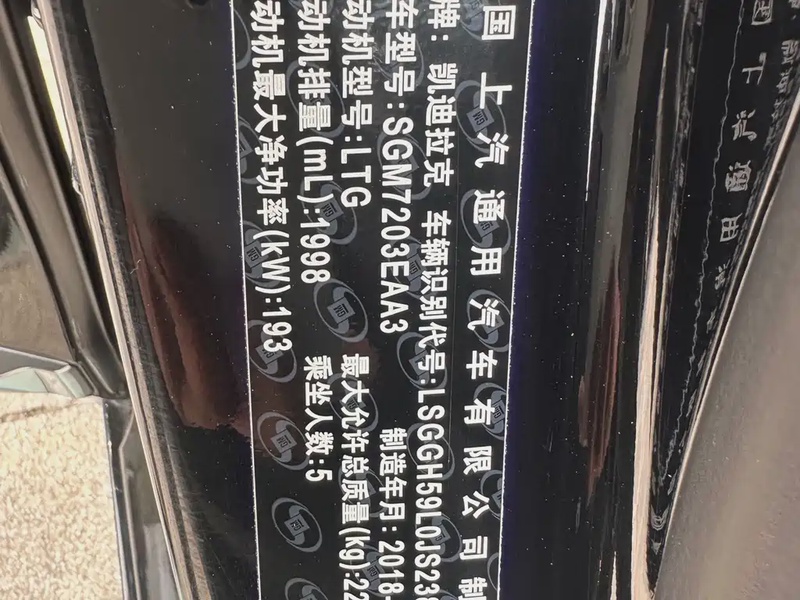 国上汽通用汽车有限公司制
牌: 凯迪拉克 车辆识别代号:LSGGH59L0JS238
车型号:SGM7203EAA3 制造年月: 2018-
动机型号:LTG 最大允许总质量(kg):22
动机排量(mL):1998 乘坐人数:5
动机最大净功率(kW):193